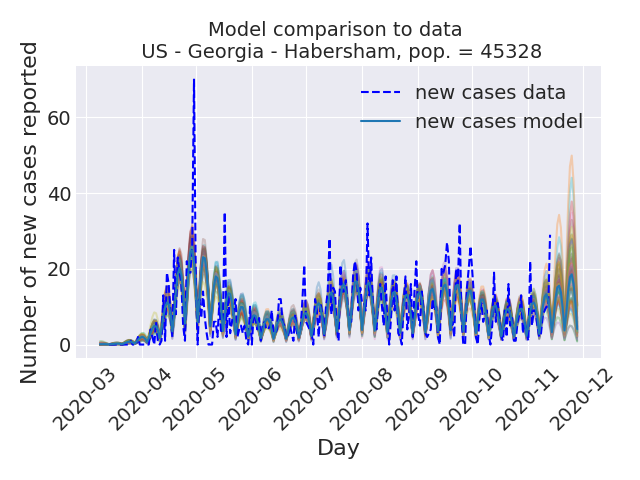 Model comparison to data
US - Georgia - Habersham, pop. = 45328
Number of new cases reported
60
40
20
0
new cases data
new cases model
2020-03
2020-04
2020-05
2020-06
2020-07
2020-08
2020-09
2020-10
2020-11
2020-12
Day